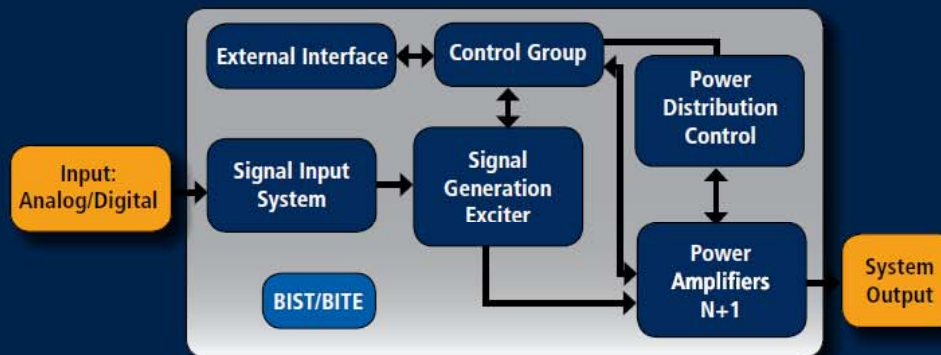 External Interface
Control Group
Power
Distribution
Control
Input:
Analog/Digital
Signal Input
System
Signal
Generation
Exciter
BIST/BITE
Power
Amplifiers
N+1
System
Output